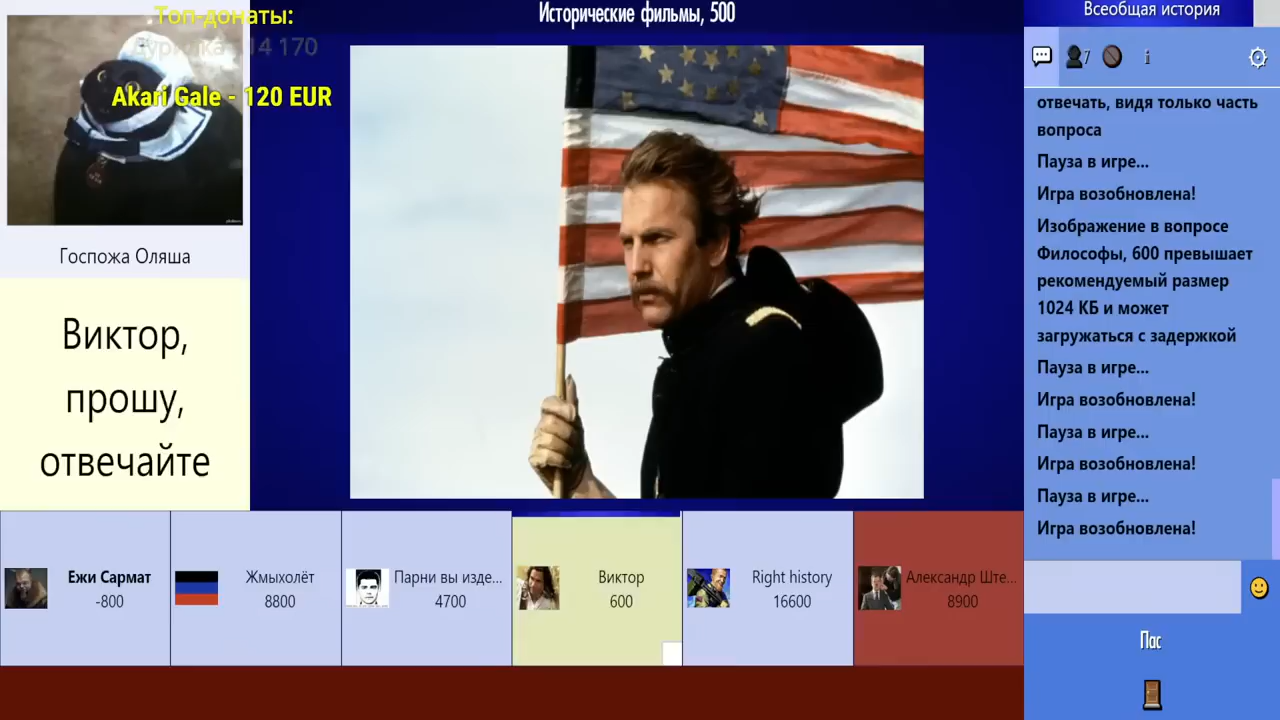 Топ-донаты:
14 170
Akari Gale - 120 EUR
Госпожа Оляша
Виктор,
прошу,
отвечайте
Исторические фильмы, 500
Всеобщая история
7
i
отвечать, видя только часть
вопроса
Пауза в игре...
Игра возобновлена!
Изображение в вопросе
Философы, 600 превышает
рекомендуемый размер
1024 КБ и может
загружаться с задержкой
Пауза в игре...
Игра возобновлена!
Пауза в игре...
Игра возобновлена!
Пауза в игре...
Игра возобновлена!
Ежи Сармат
-800
Жмыхолёт
8800
Парни вы изде...
4700
Виктор
600
Right history
16600
Александр Ште...
8900
Пас